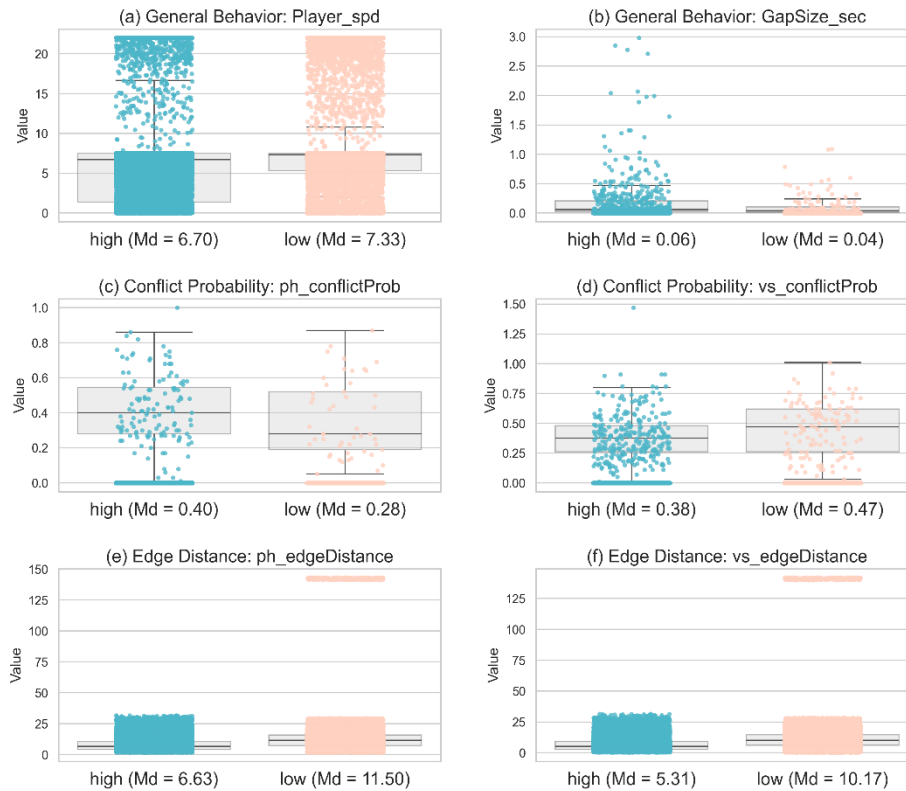 (a) General Behavior: Player_spd
Value
20
15
10
5
0
high (Md = 6.70)
low (Md = 7.33)
(b) General Behavior: GapSize_sec
Value
3.0
2.5
2.0
1.5
1.0
0.5
0.0
high (Md = 0.06)
low (Md = 0.04)
(c) Conflict Probability: ph_conflictProb
Value
1.0
0.8
0.6
0.4
0.2
0.0
high (Md = 0.40)
low (Md = 0.28)
(d) Conflict Probability: vs_conflictProb
Value
1.50
1.25
1.00
0.75
0.50
0.25
0.00
high (Md = 0.38)
low (Md = 0.47)
(e) Edge Distance: ph_edgeDistance
Value
150
125
100
75
50
25
0
high (Md = 6.63)
low (Md = 11.50)
(f) Edge Distance: vs_edgeDistance
Value
125
100
75
50
25
0
high (Md = 5.31)
low (Md = 10.17)